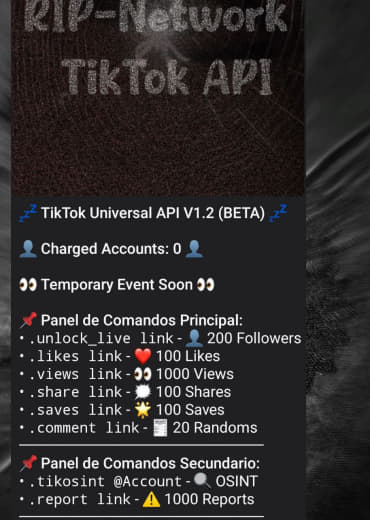 RIP-Network
TikTok API
💤 TikTok Universal API V1.2 (BETA) 💤
👤 Charged Accounts: 0 👤
👀 Temporary Event Soon 👀
📌 Panel de Comandos Principal:
• .unlock_live link - 👤 200 Followers
• .likes link - ❤️ 100 Likes
• .views link - 👀 1000 Views
• .share link - 🗯 100 Shares
• .saves link - 🌟 100 Saves
• .comment link - 🧾 20 Randoms
📌 Panel de Comandos Secundario:
• .tikosint @Account - 🔍 OSINT
• .report link - ⚠️ 1000 Reports